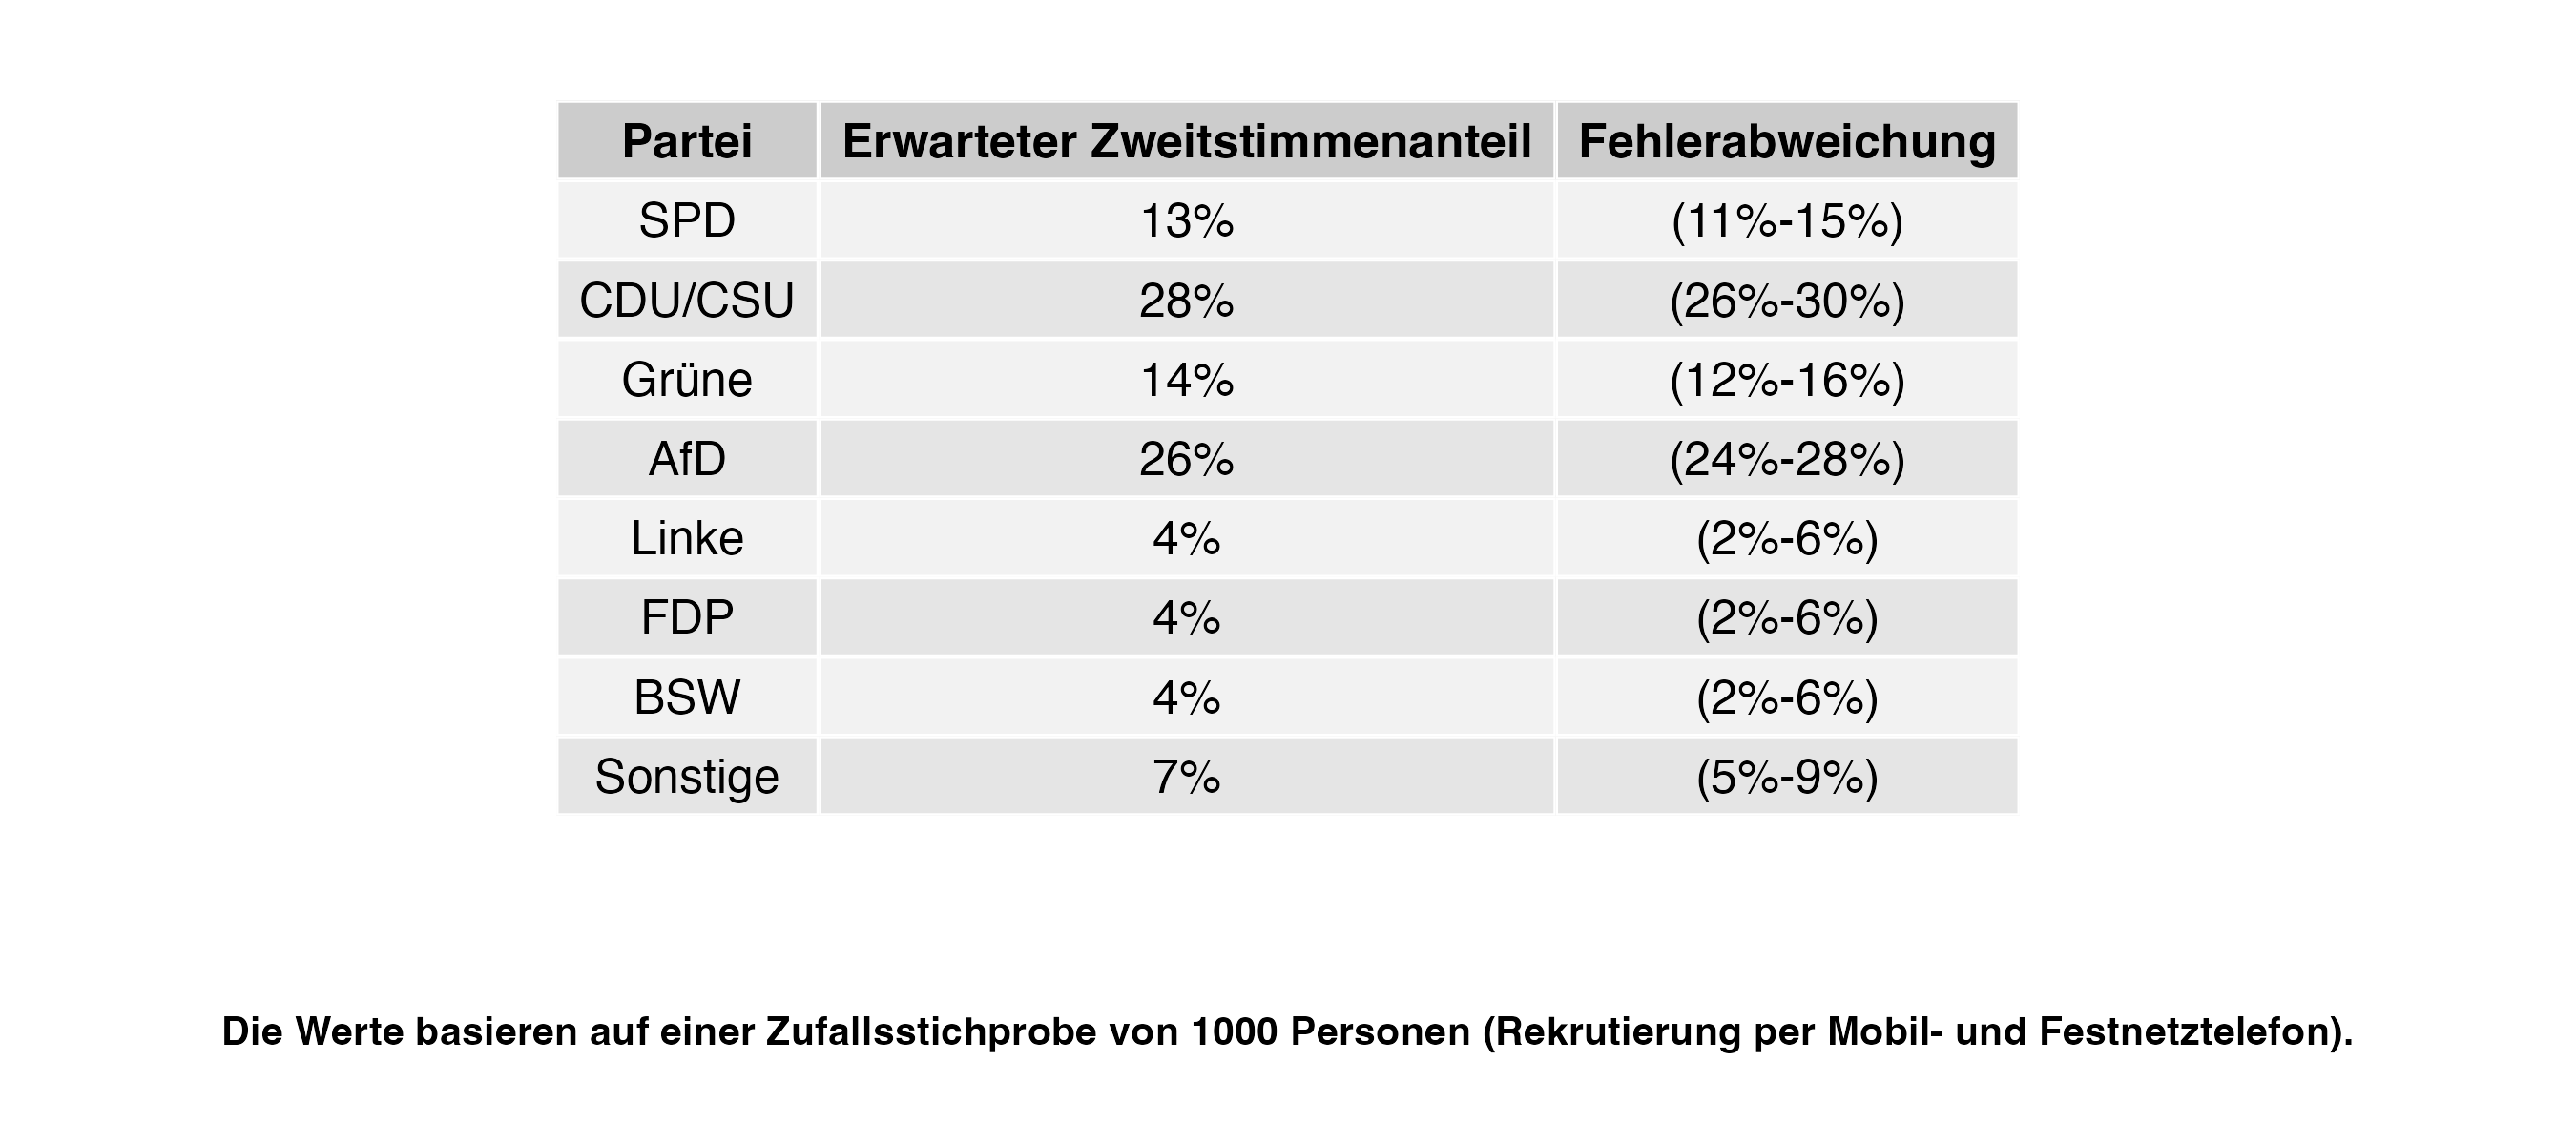 Partei Erwarteter Zweitstimmenanteil Fehlerabweichung
SPD 13% (11%-15%)
CDU/CSU 28% (26%-30%)
Grüne 14% (12%-16%)
AfD 26% (24%-28%)
Linke 4% (2%-6%)
FDP 4% (2%-6%)
BSW 4% (2%-6%)
Sonstige 7% (5%-9%)
Die Werte basieren auf einer Zufallsstichprobe von 1000 Personen (Rekrutierung per Mobil- und Festnetztelefon).